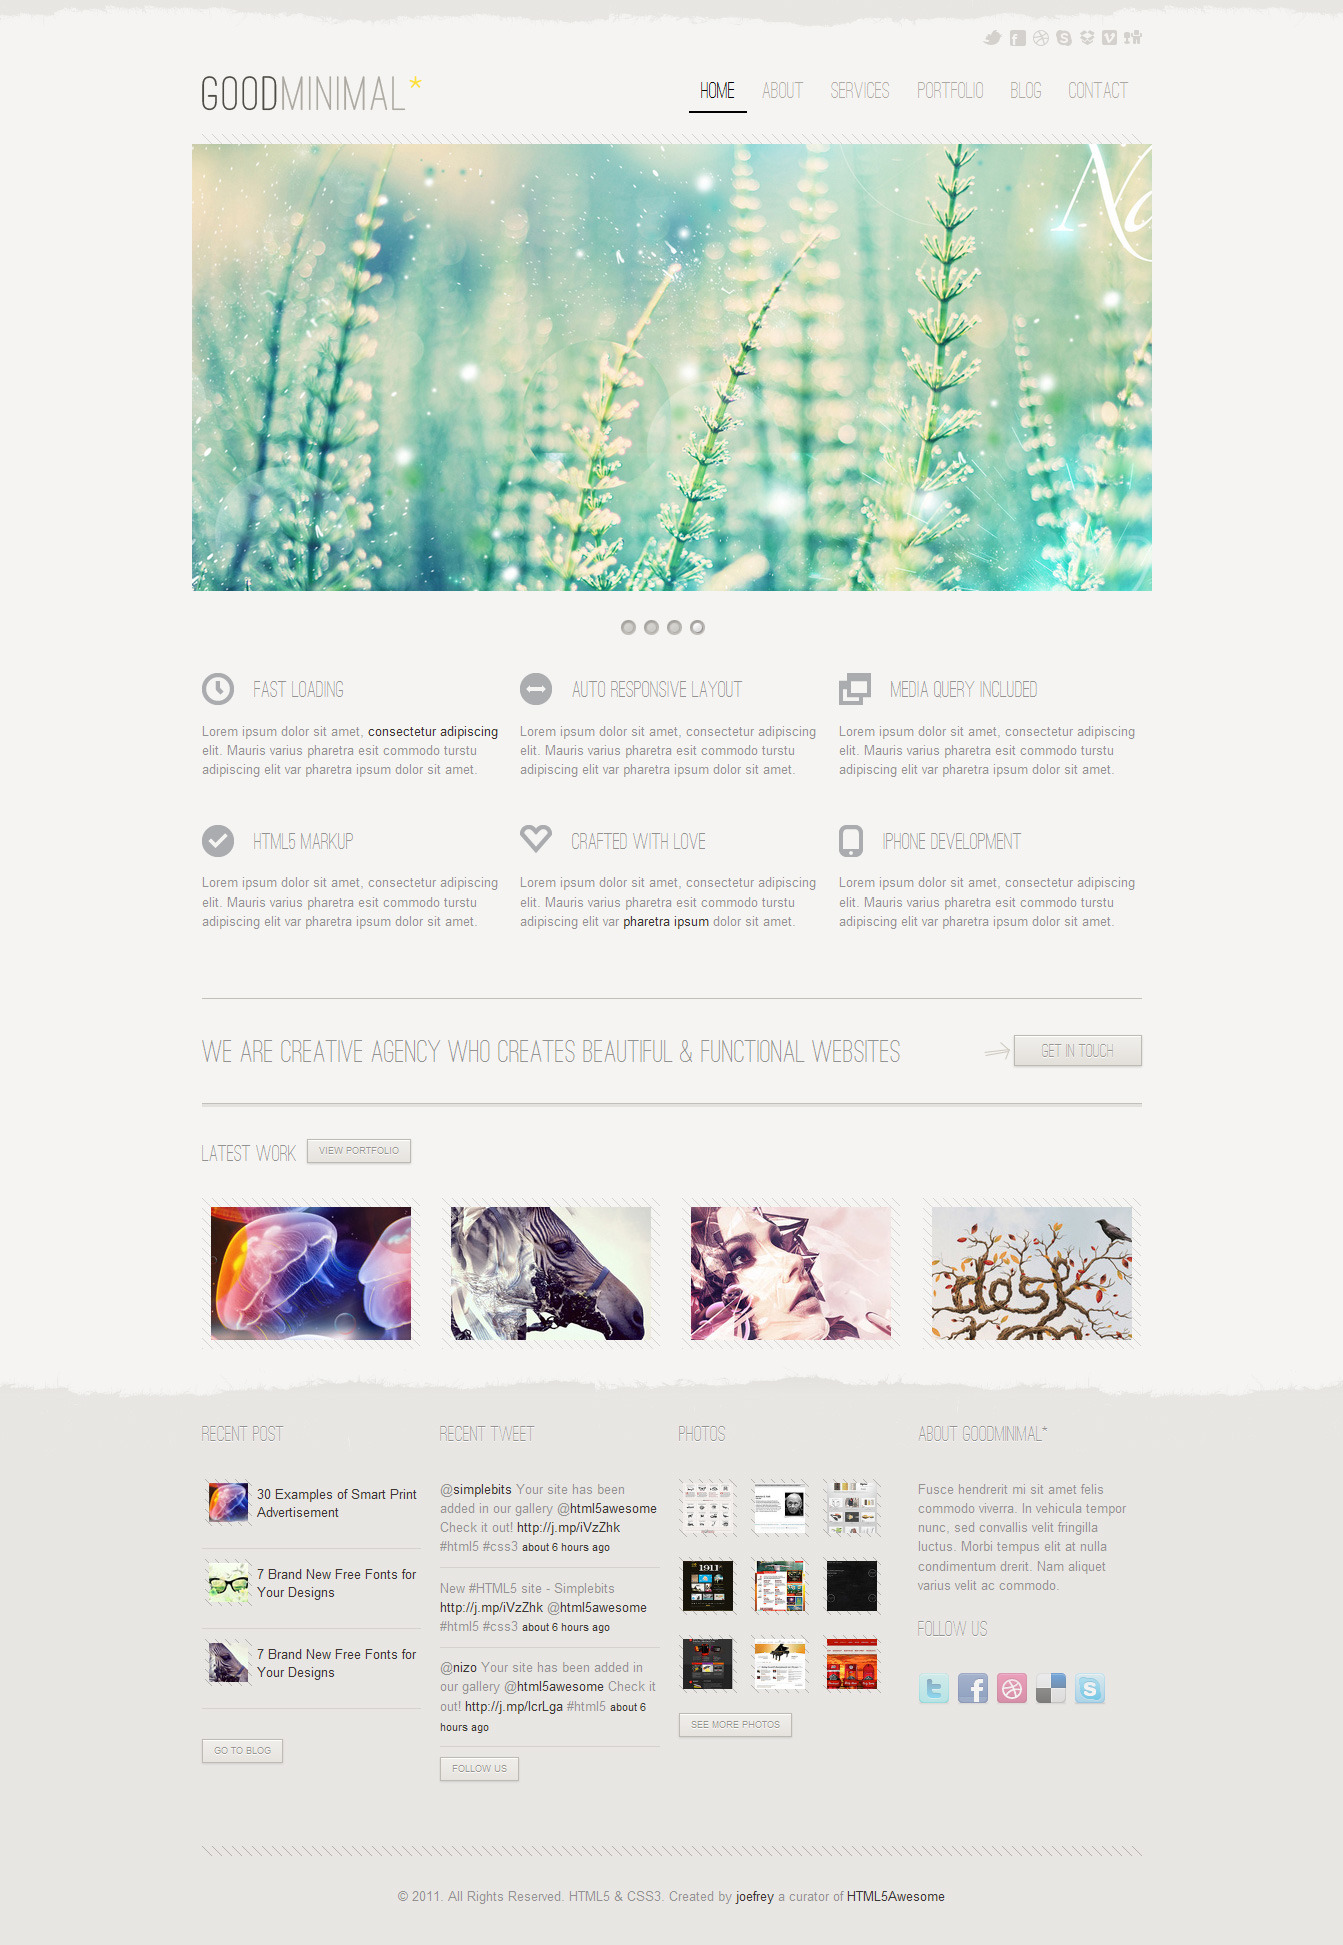 GOODMINIMAL*
HOME ABOUT SERVICES PORTFOLIO BLOG CONTACT
FAST LOADING
Lorem ipsum dolor sit amet, consectetur adipiscing
elit. Mauris varius pharetra esit commodo turstu
adipiscing elit var pharetra ipsum dolor sit amet.
AUTO RESPONSIVE LAYOUT
Lorem ipsum dolor sit amet, consectetur adipiscing
elit. Mauris varius pharetra esit commodo turstu
adipiscing elit var pharetra ipsum dolor sit amet.
MEDIA QUERY INCLUDED
Lorem ipsum dolor sit amet, consectetur adipiscing
elit. Mauris varius pharetra esit commodo turstu
adipiscing elit var pharetra ipsum dolor sit amet.
HTML5 MARKUP
Lorem ipsum dolor sit amet, consectetur adipiscing
elit. Mauris varius pharetra esit commodo turstu
adipiscing elit var pharetra ipsum dolor sit amet.
CRAFTED WITH LOVE
Lorem ipsum dolor sit amet, consectetur adipiscing
elit. Mauris varius pharetra esit commodo turstu
adipiscing elit var pharetra ipsum dolor sit amet.
IPHONE DEVELOPMENT
Lorem ipsum dolor sit amet, consectetur adipiscing
elit. Mauris varius pharetra esit commodo turstu
adipiscing elit var pharetra ipsum dolor sit amet.
WE ARE CREATIVE AGENCY WHO CREATES BEAUTIFUL & FUNCTIONAL WEBSITES
GET IN TOUCH
LATEST WORK
VIEW PORTFOLIO
desk
RECENT POST
30 Examples of Smart Print
Advertisement
7 Brand New Free Fonts for
Your Designs
7 Brand New Free Fonts for
Your Designs
GO TO BLOG
RECENT TWEET
@simplebits Your site has been
added in our gallery @html5awesome
Check it out! http://j.mp/iVzZhk
#html5 #css3 about 6 hours ago
New #HTML5 site - Simplebits
http://j.mp/iVzZhk @html5awesome
#html5 #css3 about 6 hours ago
@nizo Your site has been added in
our gallery @html5awesome Check it
out! http://j.mp/lcrLga #html5 about 6
hours ago
FOLLOW US
PHOTOS
1911
SEE MORE PHOTOS
ABOUT GOODMINIMAL*
Fusce hendrerit mi sit amet felis
commodo viverra. In vehicula tempor
nunc, sed convallis velit fringilla
luctus. Morbi tempus elit at nulla
condimentum drerit. Nam aliquet
varius velit ac commodo.
FOLLOW US
© 2011. All Rights Reserved. HTML5 & CSS3. Created by joefrey a curator of HTML5Awesome